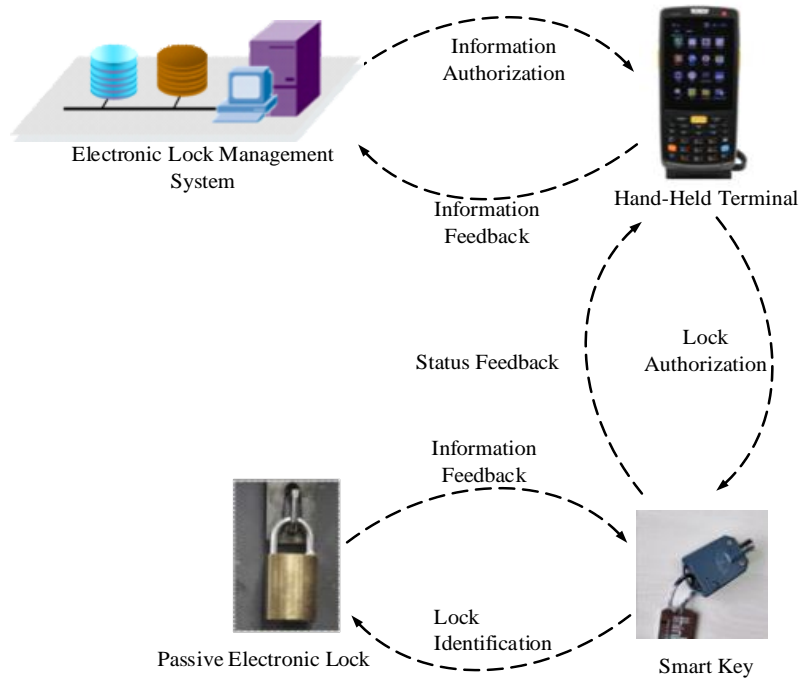 Information
Authorization
Electronic Lock Management
System
Information
Feedback
Hand-Held Terminal
Status Feedback
Lock
Authorization
Information
Feedback
Lock
Identification
Passive Electronic Lock
Smart Key